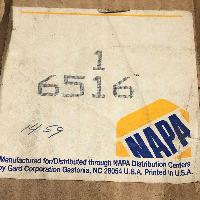 1
6516
1459
NAPA
Manufactured for/Distributed through NAPA Distribution Centers
by Gard Corporation Gastonia, NC 28054 U.S.A. Printed in U.S.A.